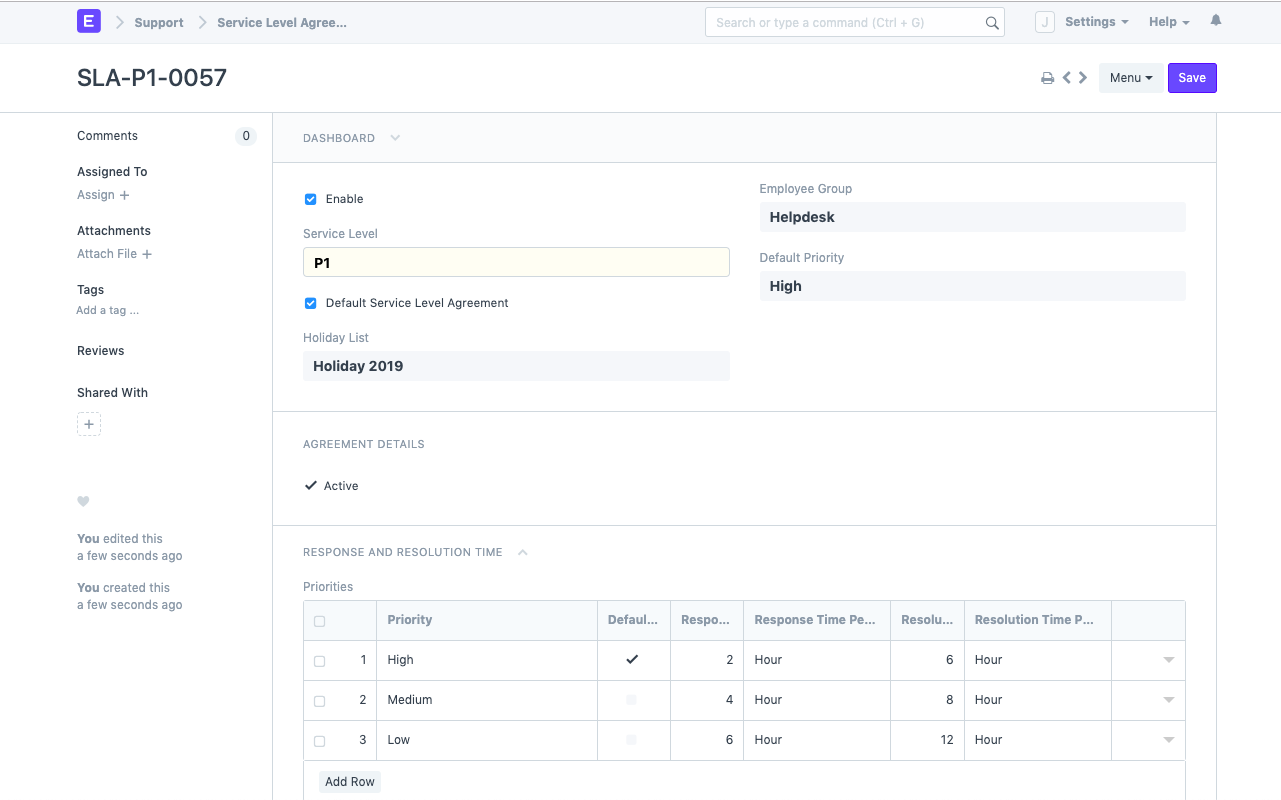 E Support Service Level Agree... Search or type a command (Ctrl + G) J Settings Help
SLA-P1-0057 Menu Save
Comments 0
Assigned To
Assign +
Attachments
Attach File +
Tags
Add a tag ...
Reviews
Shared With
+
You edited this
a few seconds ago
You created this
a few seconds ago
DASHBOARD
Enable
Service Level
P1
Default Service Level Agreement
Holiday List
Holiday 2019
Employee Group
Helpdesk
Default Priority
High
AGREEMENT DETAILS
Active
RESPONSE AND RESOLUTION TIME
Priorities
Priority Defaul... Respo... Response Time Pe... Resolu... Resolution Time P...
1 High 2 Hour 6 Hour
2 Medium 4 Hour 8 Hour
3 Low 6 Hour 12 Hour
Add Row